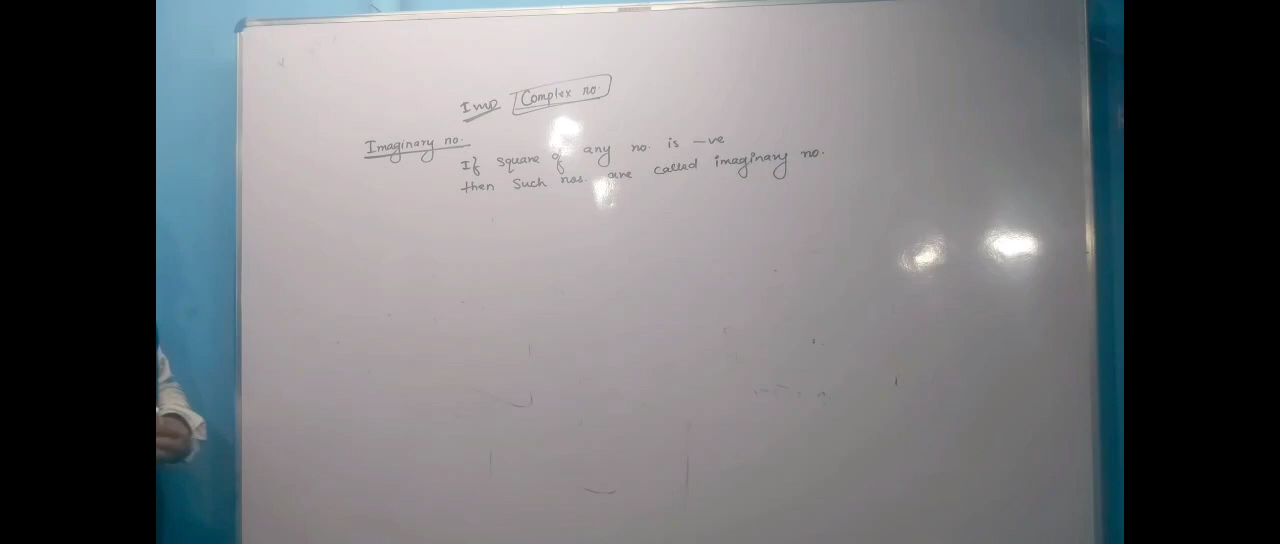 Imp Complex no.
Imaginary no.
If square of any no. is -ve
then Such nos. are called imaginary no.